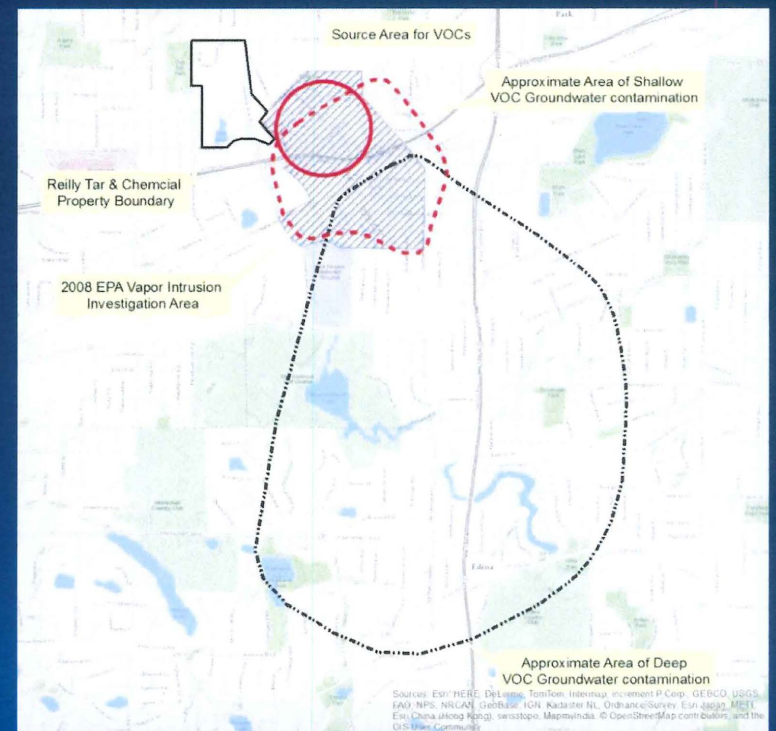 Park
Source Area for VOCs
Approximate Area of Shallow
VOC Groundwater contamination
Reilly Tar & Chemcial
Property Boundary
2008 EPA Vapor Intrusion
Investigation Area
Edina
Approximate Area of Deep
VOC Groundwater contamination
Sources: Esri, HERE, DeLorme, TomTom, Intermap, increment P Corp., GEBCO, USGS,
FAO, NPS, NRCAN, GeoBase, IGN, Kadaster NL, Ordnance Survey, Esri Japan, METI,
Esri China (Hong Kong), swisstopo, MapmyIndia, © OpenStreetMap contributors, and the
GIS User Community